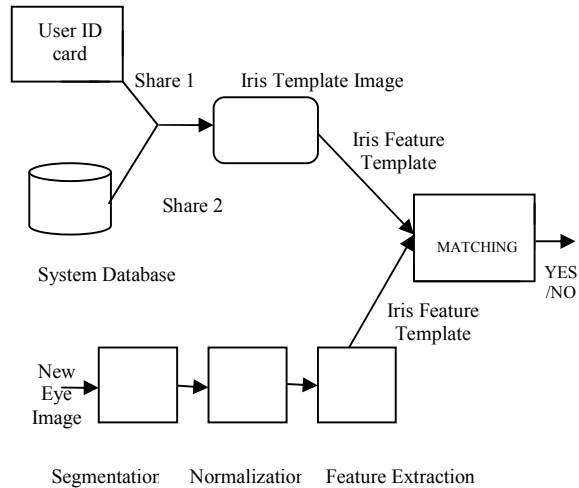 User ID
card
Share 1
Iris Template Image
Iris Feature
Template
Share 2
MATCHING
System Database
YES
/NO
Iris Feature
Template
New
Eye
Image
Segmentation
Normalization
Feature Extraction